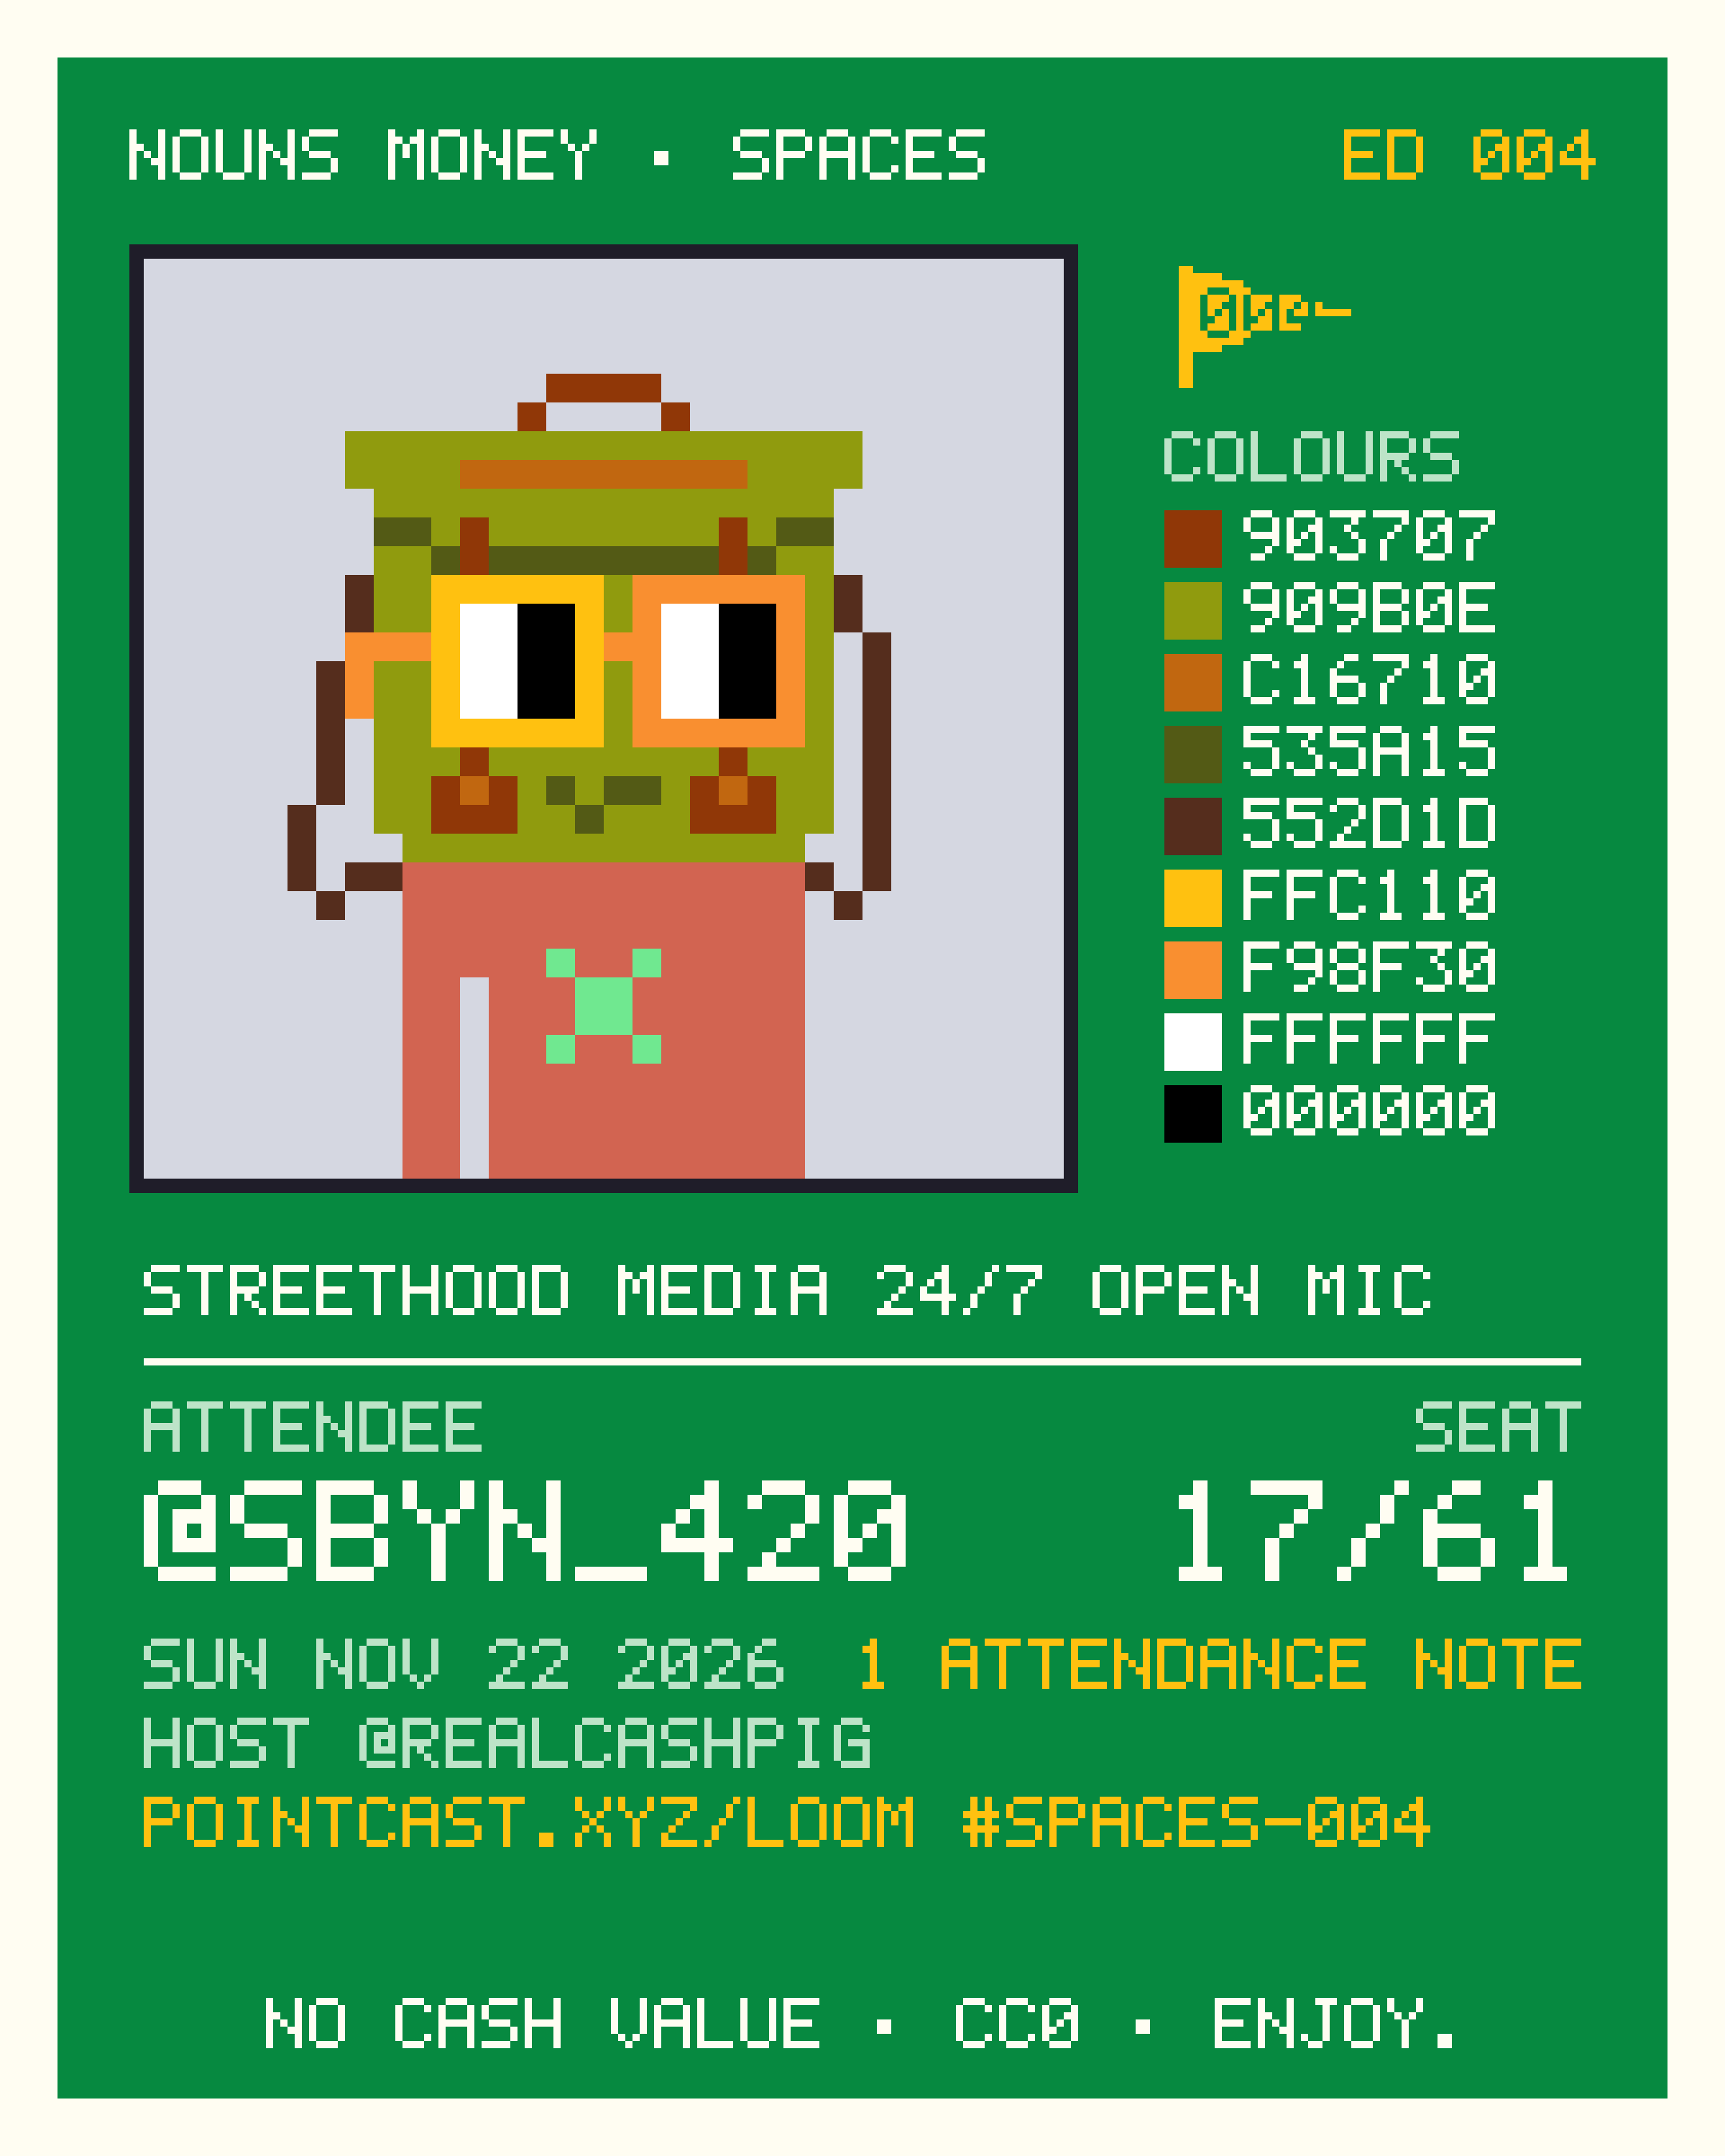 NOUNS MONEY · SPACES
ED 004
COLOURS
903707
909B0E
C16710
535A15
552D1D
FFC110
F98F30
FFFFFF
000000
STREETHOOD MEDIA 24/7 OPEN MIC
ATTENDEE
SEAT
@SBYN_420
17/61
SUN NOV 22 2026
1 ATTENDANCE NOTE
HOST @REALCASHPIG
POINTCAST.XYZ/LOOM #SPACES-004
NO CASH VALUE · CC0 · ENJOY.